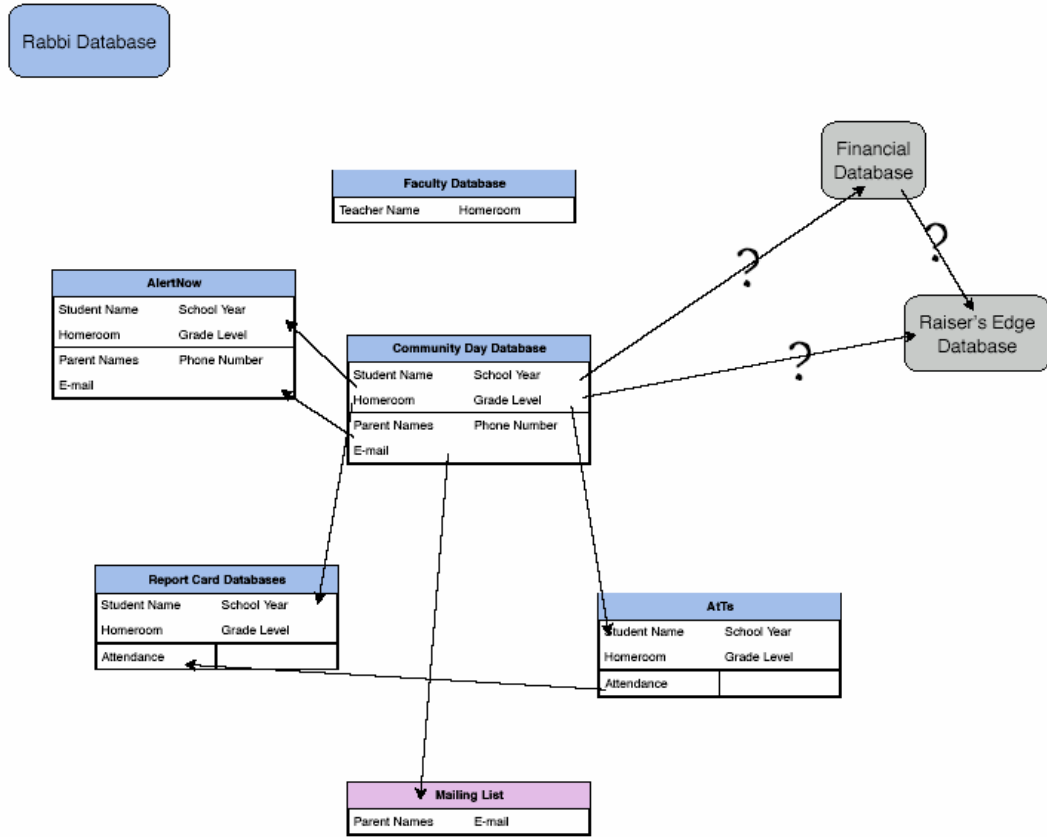 Rabbi Database
Financial
Database
Faculty Database
Teacher Name Homeroom
?
?
AlertNow
Student Name School Year
Homeroom Grade Level
Parent Names Phone Number
E-mail
Raiser's Edge
Database
Community Day Database
Student Name School Year
Homeroom Grade Level
Parent Names Phone Number
E-mail
?
Report Card Databases
Student Name School Year
Homeroom Grade Level
Attendance
AtTs
Student Name School Year
Homeroom Grade Level
Attendance
Mailing List
Parent Names E-mail